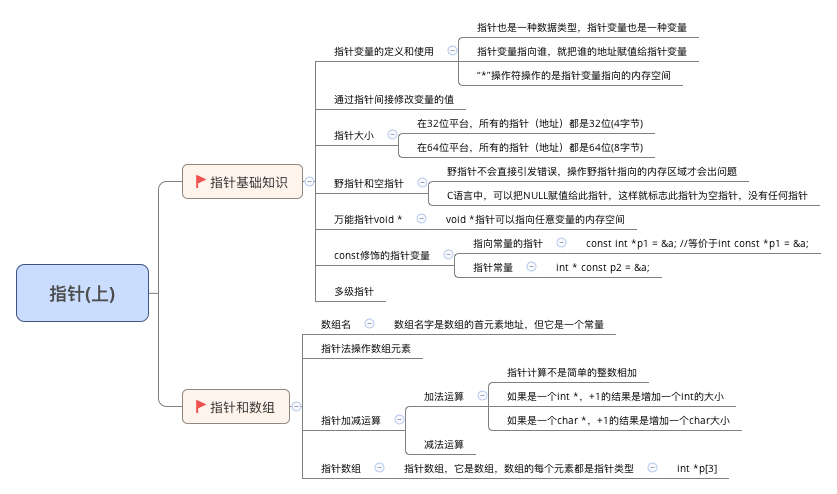 指针(上)
指针基础知识
指针变量的定义和使用
指针也是一种数据类型，指针变量也是一种变量
指针变量指向谁，就把谁的地址赋值给指针变量
“*”操作符操作的是指针变量指向的内存空间
通过指针间接修改变量的值
指针大小
在32位平台，所有的指针（地址）都是32位(4字节)
在64位平台，所有的指针（地址）都是64位(8字节)
野指针和空指针
野指针不会直接引发错误，操作野指针指向的内存区域才会出问题
C语言中，可以把NULL赋值给此指针，这样就标志此指针为空指针，没有任何指针
万能指针void *
void *指针可以指向任意变量的内存空间
const修饰的指针变量
指向常量的指针
const int *p1 = &a; //等价于int const *p1 = &a;
指针常量
int * const p2 = &a;
多级指针
指针和数组
数组名
数组名字是数组的首元素地址，但它是一个常量
指针法操作数组元素
指针加减运算
加法运算
指针计算不是简单的整数相加
如果是一个int *，+1的结果是增加一个int的大小
如果是一个char *，+1的结果是增加一个char大小
减法运算
指针数组
指针数组，它是数组，数组的每个元素都是指针类型
int *p[3]